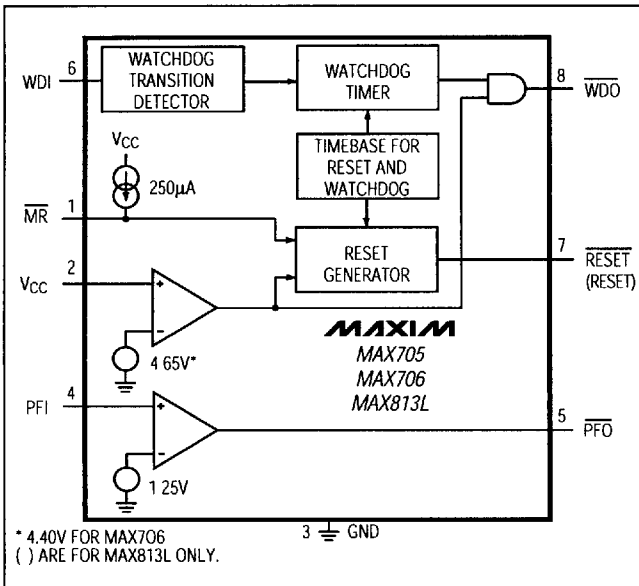 WDI 6
WATCHDOG
TRANSITION
DETECTOR
WATCHDOG
TIMER
8 WDO
VCC
250µA
TIMEBASE FOR
RESET AND
WATCHDOG
MR 1
RESET
GENERATOR
7 RESET
(RESET)
VCC 2
+
-
4 65V*
MAXIM
MAX705
MAX706
MAX813L
PFI 4
+
-
5 PFO
1 25V
3 GND
* 4.40V FOR MAX706
( ) ARE FOR MAX813L ONLY.